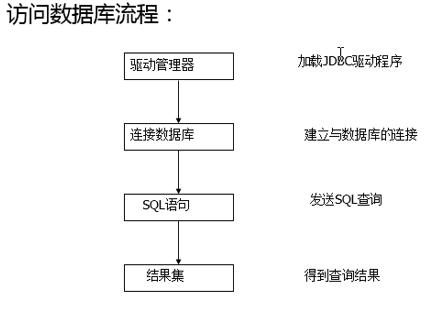 访问数据库流程：
驱动管理器 加载JDBC驱动程序
连接数据库 建立与数据库的连接
SQL语句 发送SQL查询
结果集 得到查询结果